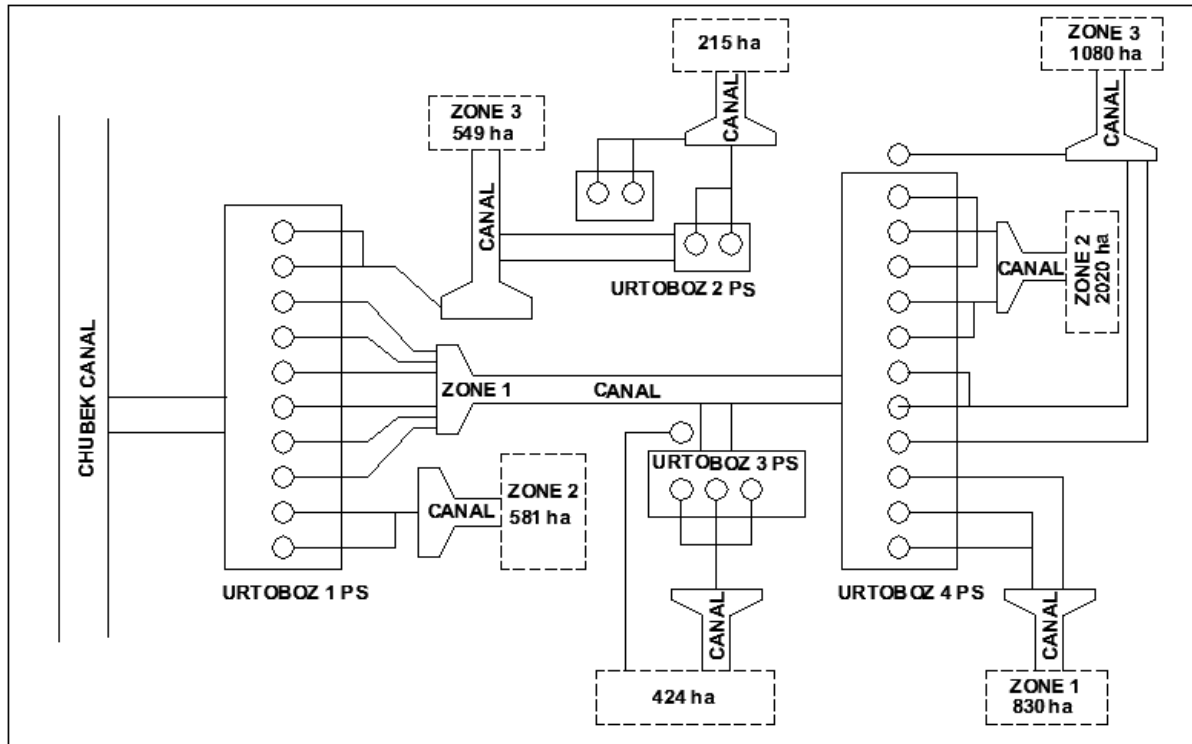 215 ha
CANAL
ZONE 3
1080 ha
CANAL
ZONE 3
549 ha
CANAL
URTOBOZ 2 PS
ZONE 2
2020 ha
CANAL
CHUBEK CANAL
ZONE 1
CANAL
URTOBOZ 3 PS
ZONE 2
581 ha
CANAL
URTOBOZ 1 PS
URTOBOZ 4 PS
CANAL
424 ha
CANAL
ZONE 1
830 ha